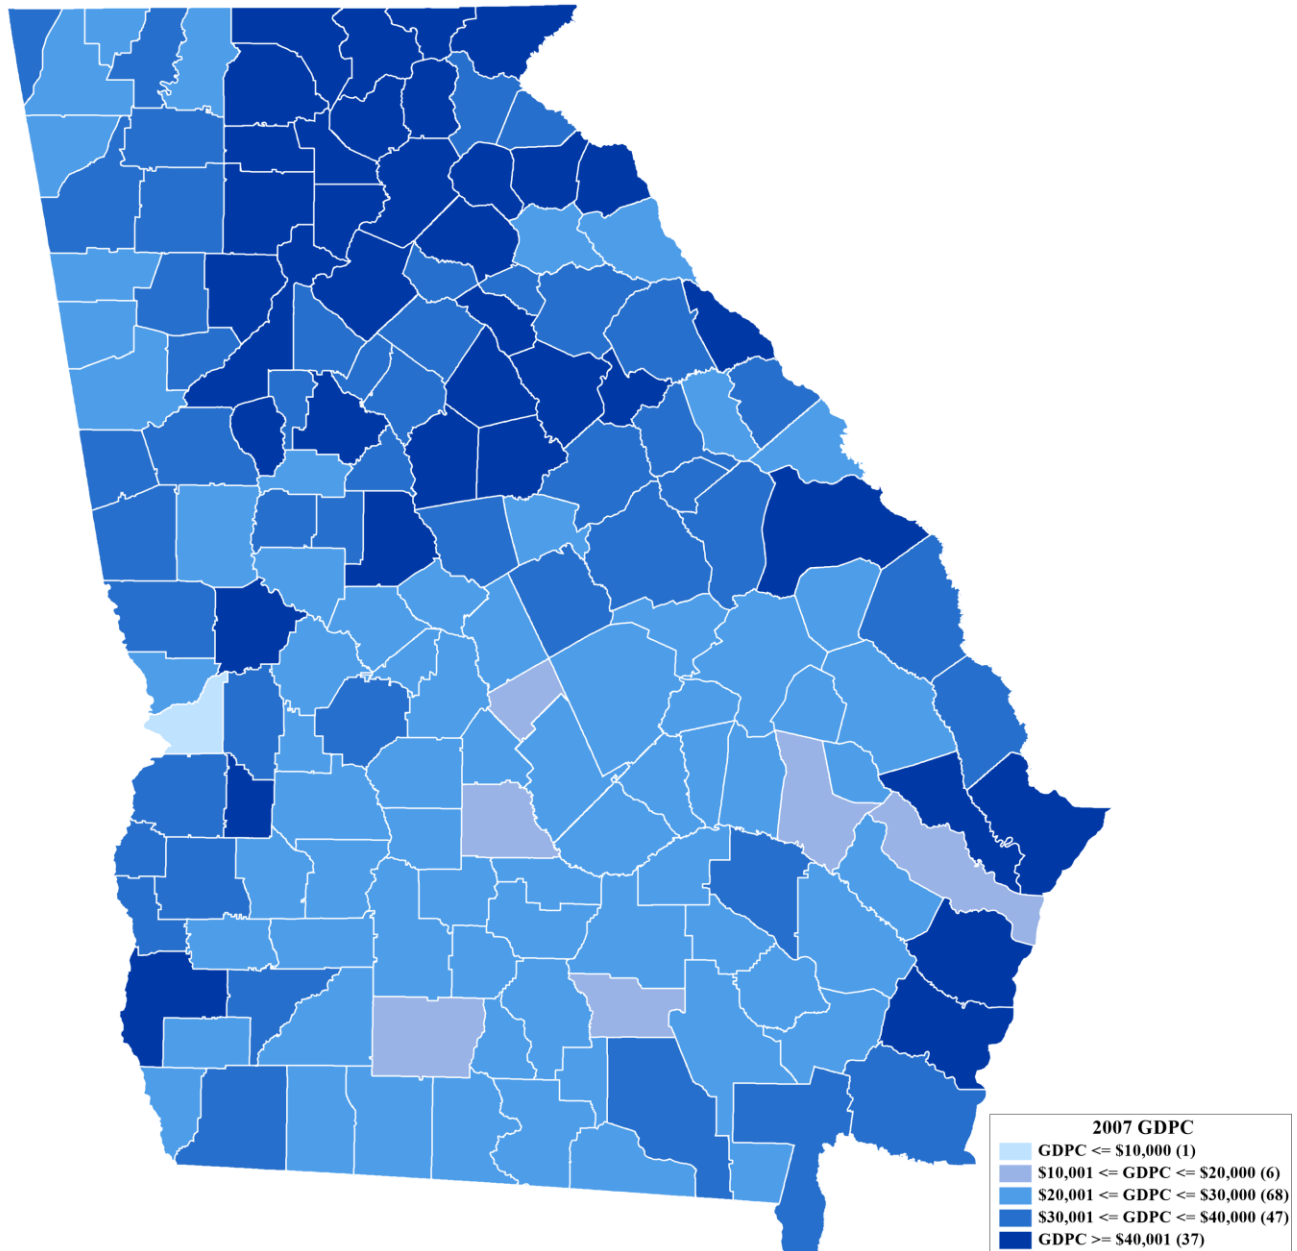 2007 GDPC
GDPC <= $10,000 (1)
$10,001 <= GDPC <= $20,000 (6)
$20,001 <= GDPC <= $30,000 (68)
$30,001 <= GDPC <= $40,000 (47)
GDPC >= $40,001 (37)